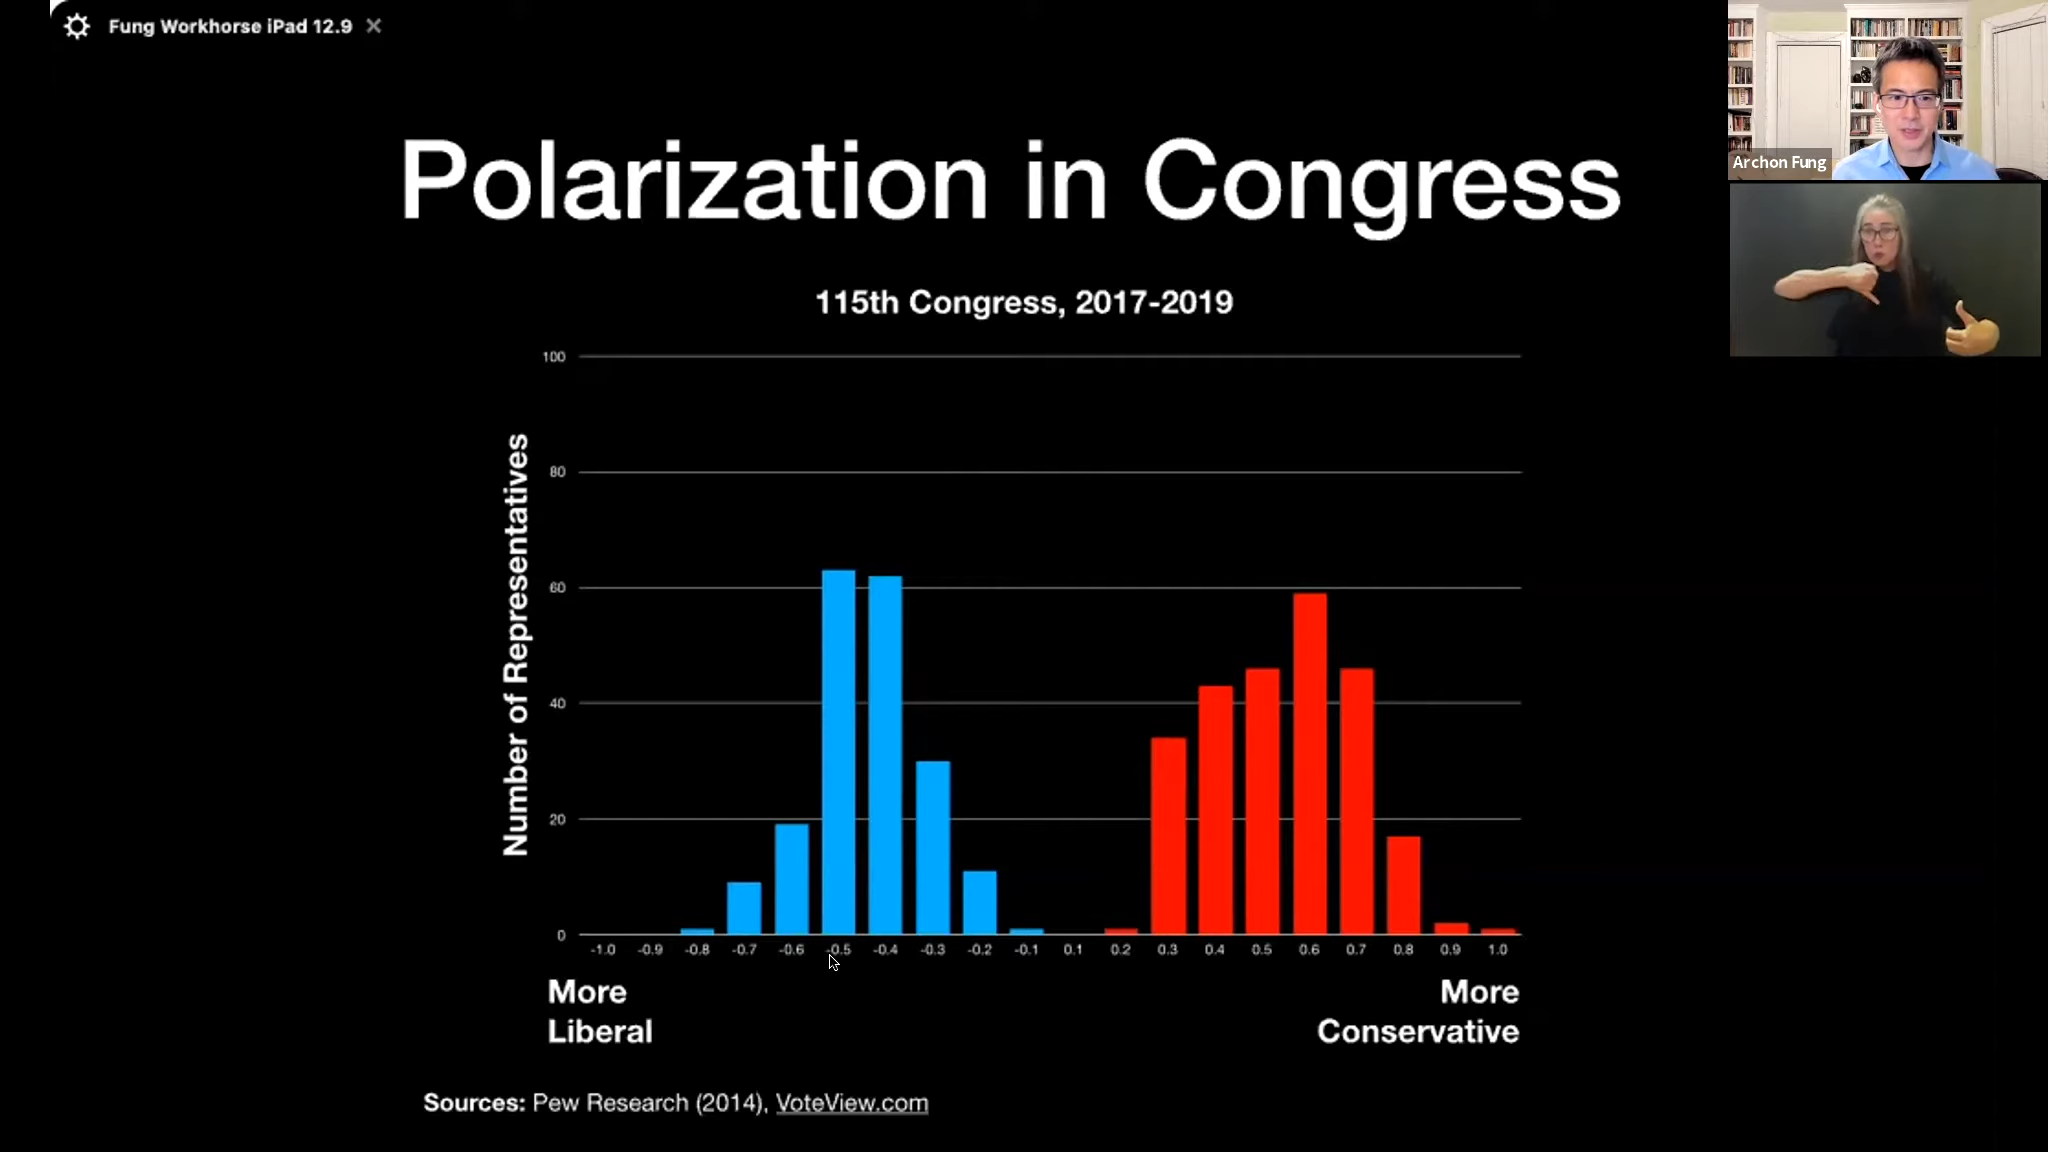 Fung Workhorse iPad 12.9
Archon Fung
Polarization in Congress
115th Congress, 2017-2019
Number of Representatives
100
80
60
40
20
0
-1.0 -0.9 -0.8 -0.7 -0.6 -0.5 -0.4 -0.3 -0.2 -0.1 0.1 0.2 0.3 0.4 0.5 0.6 0.7 0.8 0.9 1.0
More
Liberal
More
Conservative
Sources: Pew Research (2014), VoteView.com